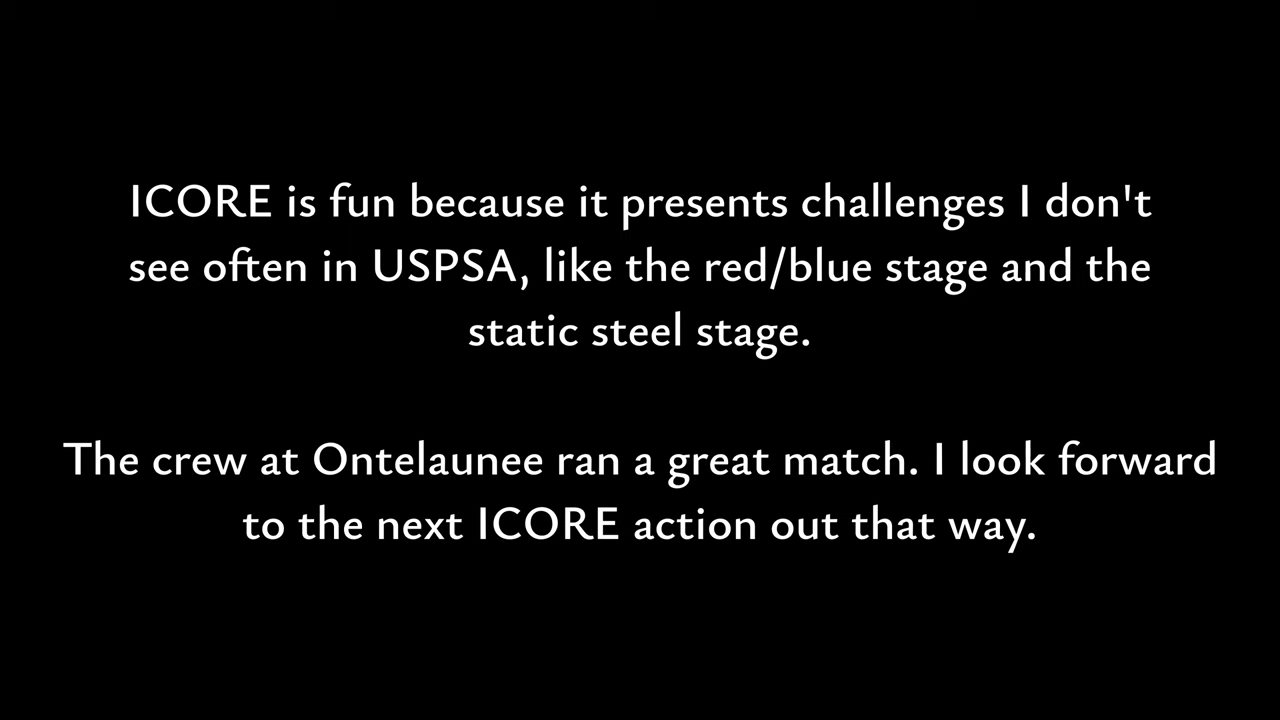 ICORE is fun because it presents challenges I don't
see often in USPSA, like the red/blue stage and the
static steel stage.
The crew at Ontelaunee ran a great match. I look forward
to the next ICORE action out that way.